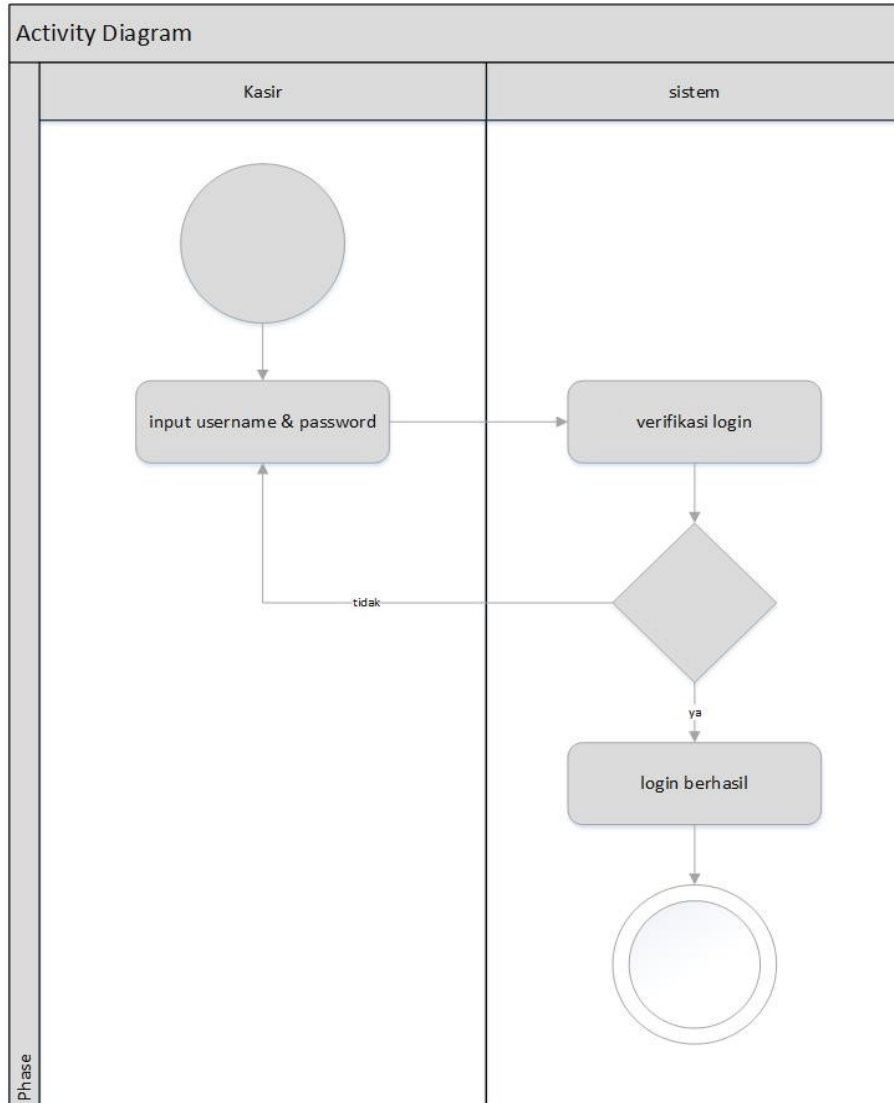 Activity Diagram
Kasir
sistem
input username & password
verifikasi login
tidak
ya
login berhasil
Phase